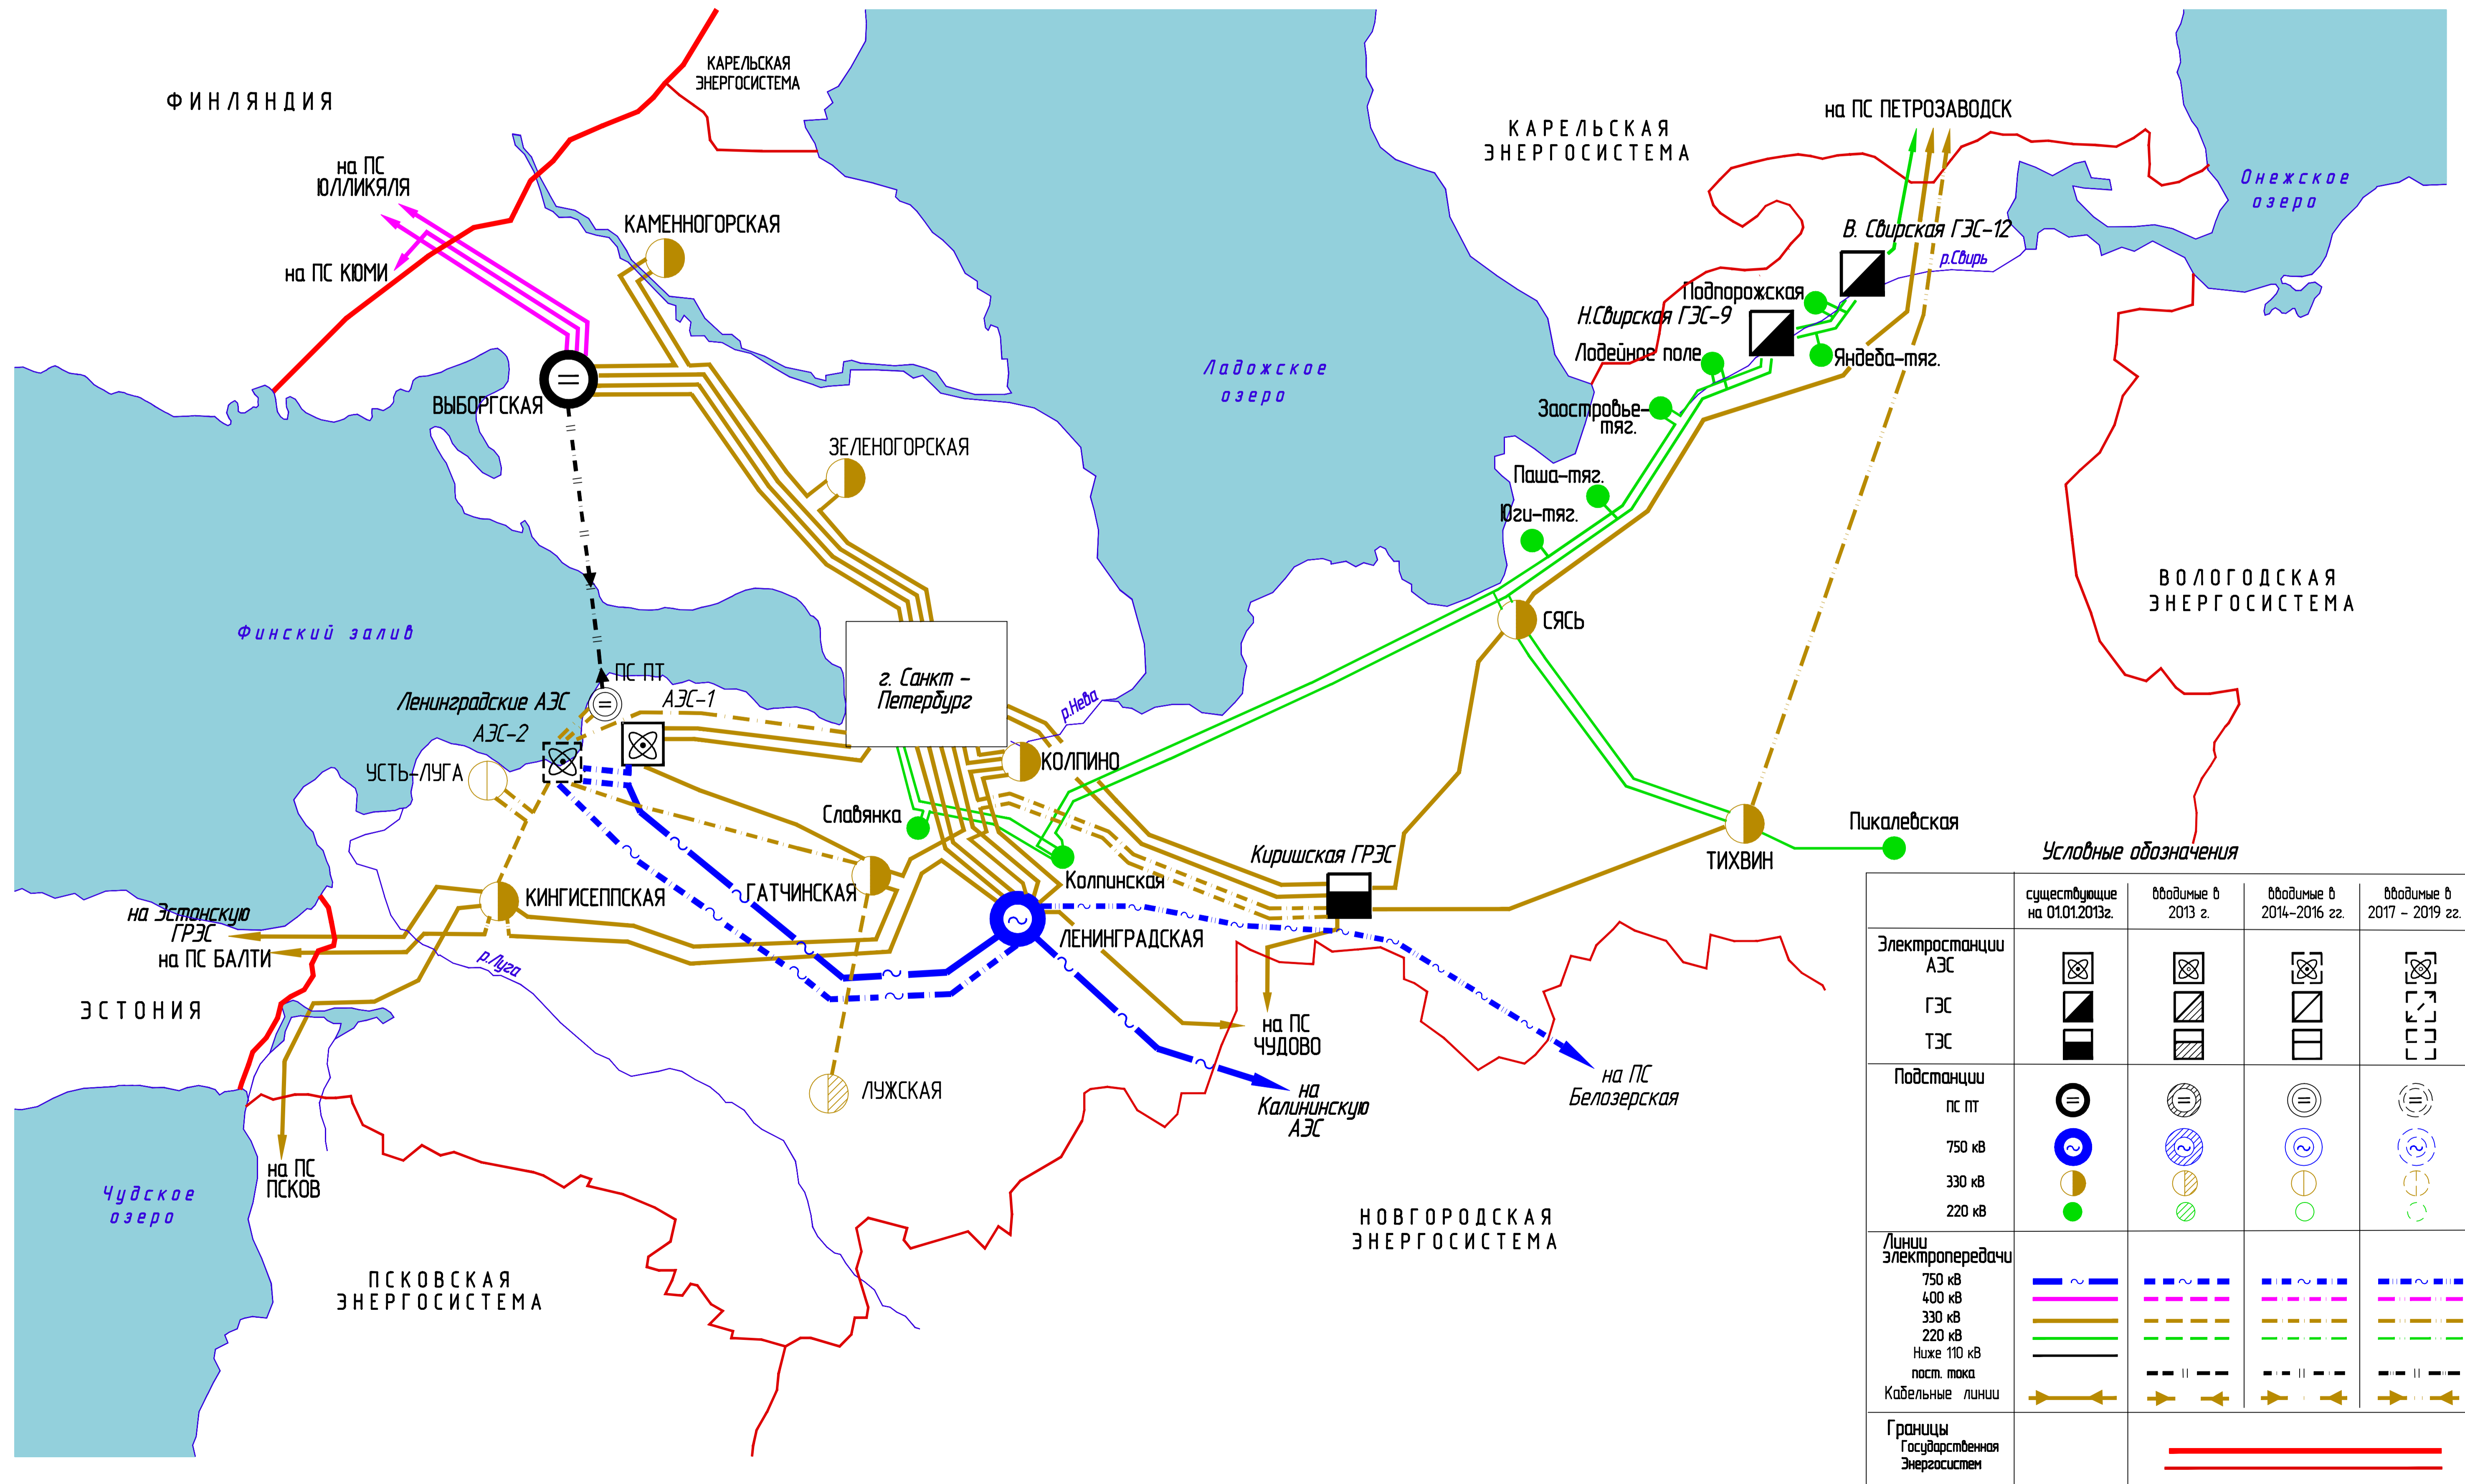 ФИНЛЯНДИЯ
КАРЕЛЬСКАЯ
ЭНЕРГОСИСТЕМА
на ПС
ЮЛЛИКЯЛЯ
на ПС КЮМИ
КАМЕННОГОРСКАЯ
ВЫБОРГСКАЯ
ЗЕЛЕНОГОРСКАЯ
Ладожское
озеро
КАРЕЛЬСКАЯ
ЭНЕРГОСИСТЕМА
на ПС ПЕТРОЗАВОДСК
Онежское
озеро
В. Свирская ГЭС-12
р.Свирь
Подпорожская
Н.Свирская ГЭС-9
Лодейное поле
Яндеба-тяг.
Заостровье-
тяг.
Паша-тяг.
Юги-тяг.
СЯСЬ
ВОЛОГОДСКАЯ
ЭНЕРГОСИСТЕМА
Финский залив
ПС ПТ
Ленинградские АЭС
АЭС-1
АЭС-2
г. Санкт -
Петербург
р.Нева
УСТЬ-ЛУГА
КОЛПИНО
Славянка
Колпинская
Киришская ГРЭС
ТИХВИН
Пикалевская
КИНГИСЕППСКАЯ
ГАТЧИНСКАЯ
ЛЕНИНГРАДСКАЯ
на Эстонскую
ГРЭС
на ПС БАЛТИ
р.Луга
ЭСТОНИЯ
на ПС
ЧУДОВО
ЛУЖСКАЯ
на
Калининскую
АЭС
на ПС
Белозерская
на ПС
ПСКОВ
Чудское
озеро
НОВГОРОДСКАЯ
ЭНЕРГОСИСТЕМА
ПСКОВСКАЯ
ЭНЕРГОСИСТЕМА
Условные обозначения
существующие
на 01.01.2013г.
вводимые в
2013 г.
вводимые в
2014-2016 гг.
вводимые в
2017 - 2019 гг.
Электростанции
АЭС
ГЭС
ТЭС
Подстанции
ПС ПТ
750 кВ
330 кВ
220 кВ
Линии
электропередачи
750 кВ
400 кВ
330 кВ
220 кВ
Ниже 110 кВ
пост. тока
Кабельные линии
Границы
Государственная
Энергосистем